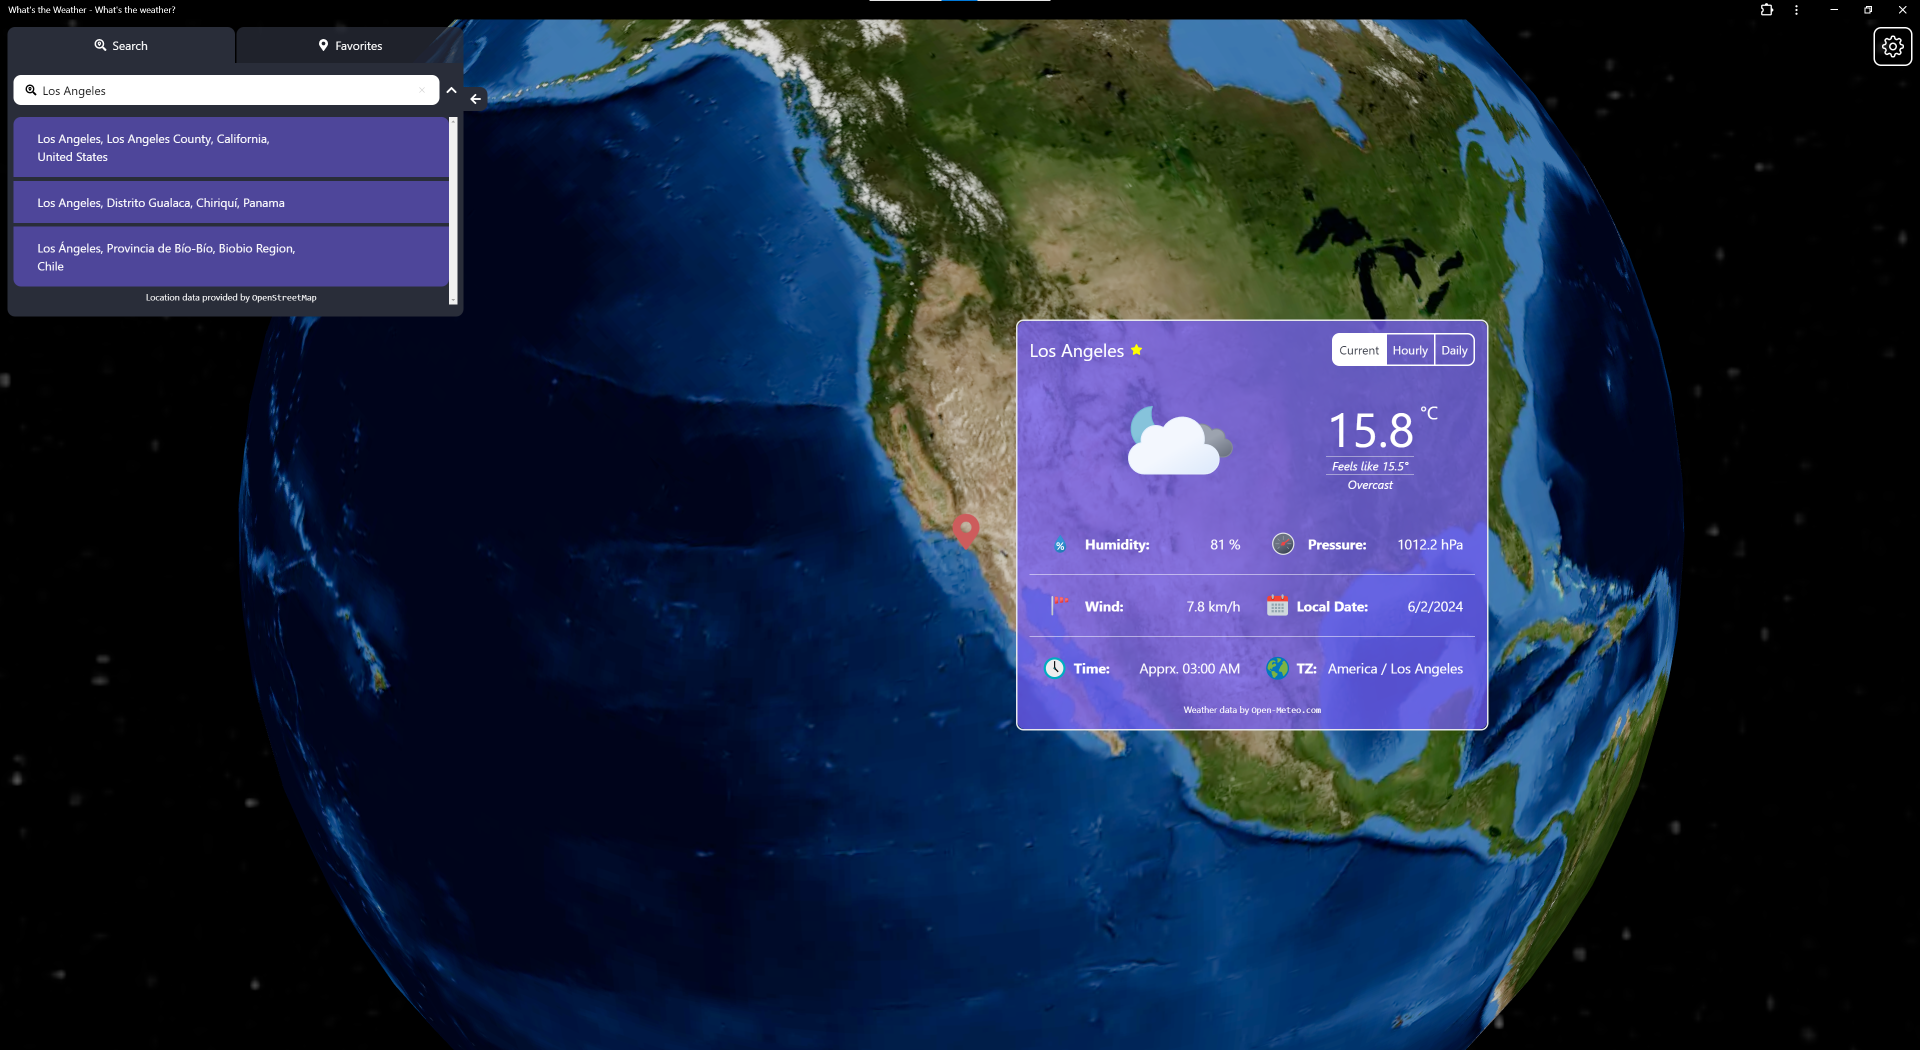 What's the Weather - What's the weather?
Search
Favorites
Los Angeles
Los Angeles, Los Angeles County, California,
United States
Los Angeles, Distrito Gualaca, Chiriquí, Panama
Los Ángeles, Provincia de Bío-Bío, Biobio Region,
Chile
Location data provided by OpenStreetMap
Los Angeles
Current
Hourly
Daily
15.8 °C
Feels like 15.5°
Overcast
% Humidity: 81 %
Pressure: 1012.2 hPa
Wind: 7.8 km/h
Local Date: 6/2/2024
Time: Apprx. 03:00 AM
TZ: America / Los Angeles
Weather data by Open-Meteo.com